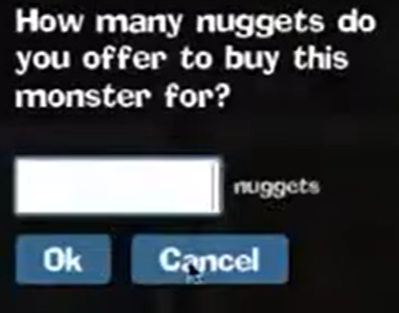 How many nuggets do
you offer to buy this
monster for?
nuggets
Ok Cancel